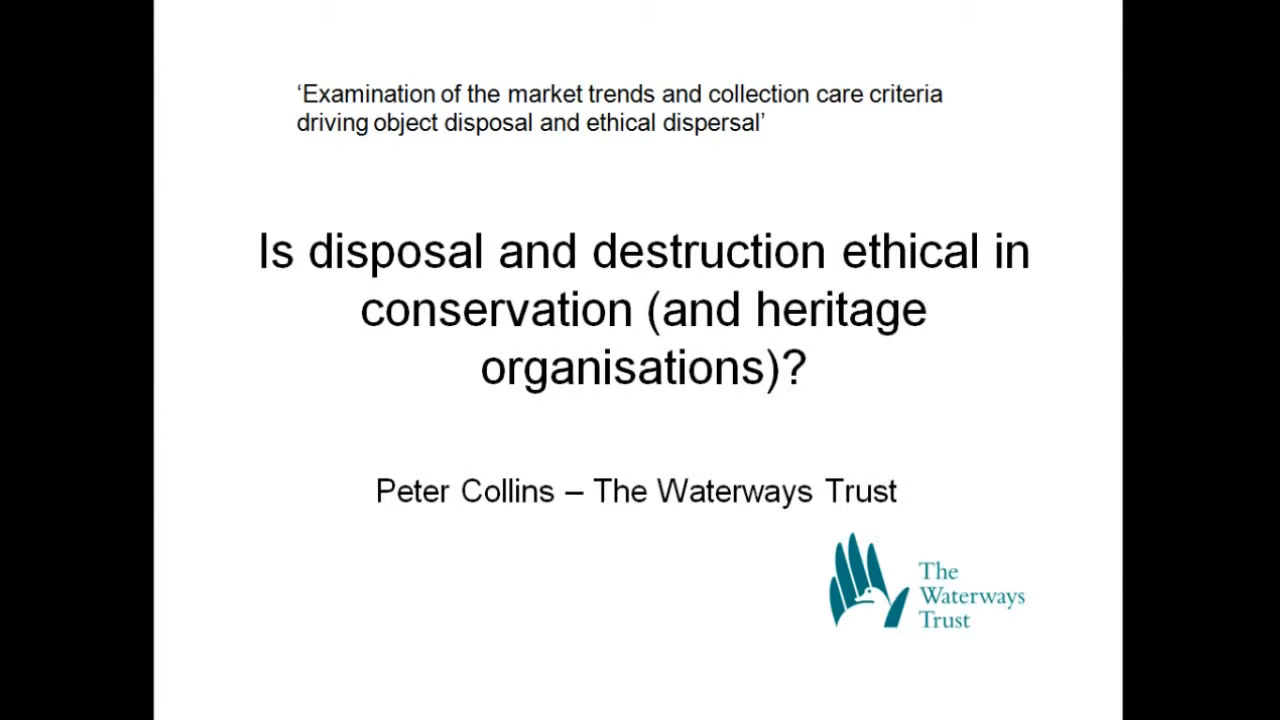 ‘Examination of the market trends and collection care criteria
driving object disposal and ethical dispersal’
Is disposal and destruction ethical in
conservation (and heritage
organisations)?
Peter Collins – The Waterways Trust
The
Waterways
Trust